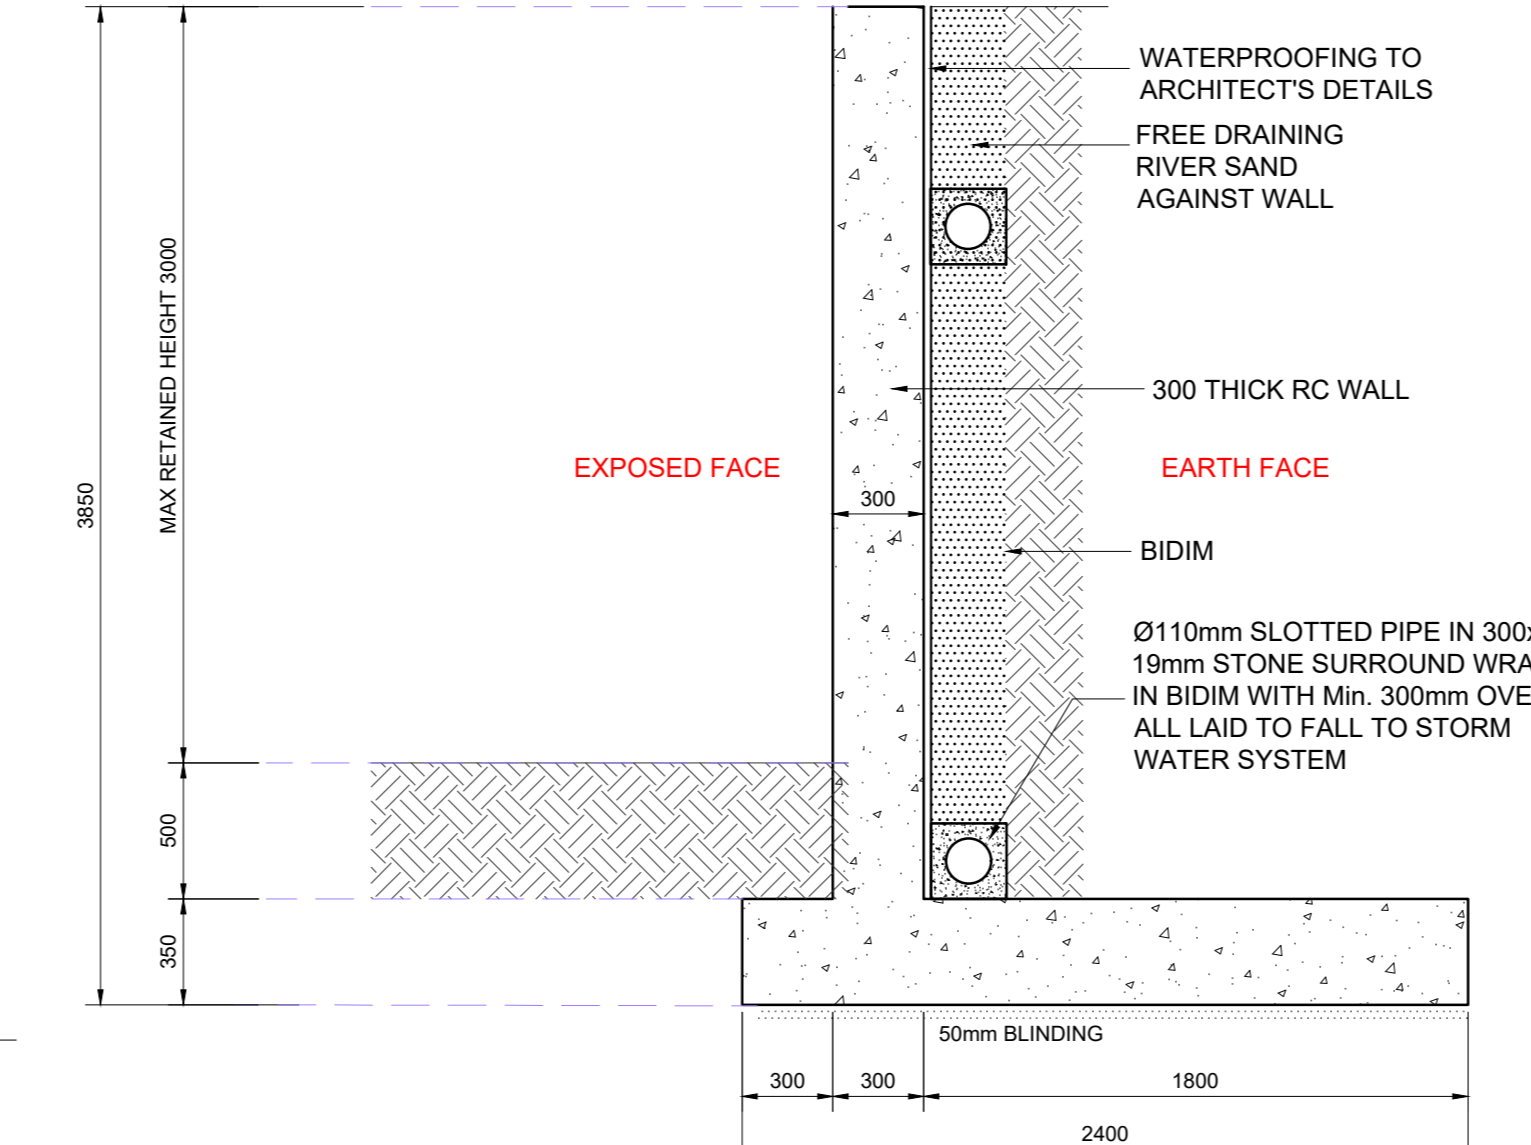 WATERPROOFING TO
ARCHITECT'S DETAILS
FREE DRAINING
RIVER SAND
AGAINST WALL
MAX RETAINED HEIGHT 3000
3850
300 THICK RC WALL
EXPOSED FACE
EARTH FACE
300
BIDIM
Ø110mm SLOTTED PIPE IN 300
19mm STONE SURROUND
IN BIDIM WITH Min. 300mm
ALL LAID TO FALL TO STORM
WATER SYSTEM
500
350
50mm BLINDING
300
300
1800
2400